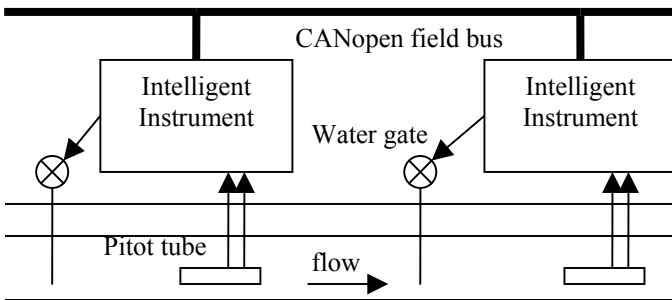 CANopen field bus
Intelligent
Instrument
Intelligent
Instrument
Water gate
Pitot tube
flow